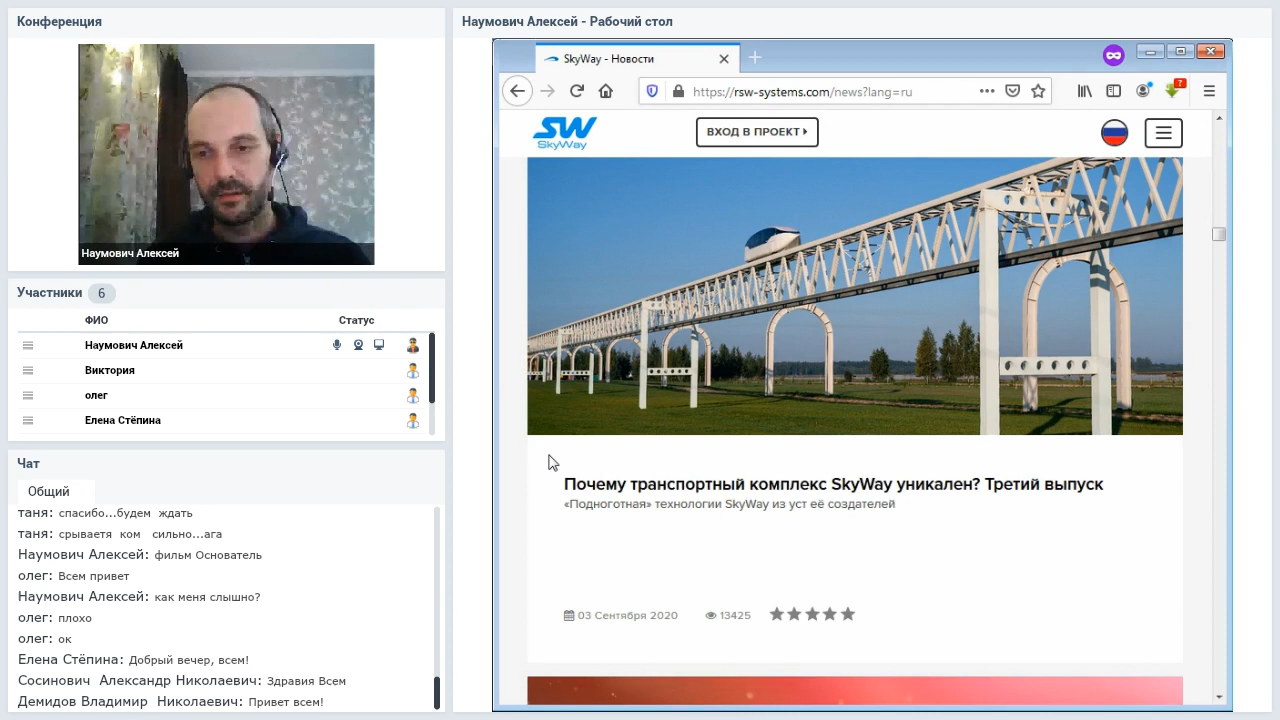 Конференция
Наумович Алексей
Участники 6
ФИО Статус
Наумович Алексей
Виктория
олег
Елена Стёпина
Чат
Общий
таня: спасибо...будем ждать
таня: срываетя ком сильно...ага
Наумович Алексей: фильм Основатель
олег: Всем привет
Наумович Алексей: как меня слышно?
олег: плохо
олег: ок
Елена Стёпина: Добрый вечер, всем!
Сосинович Александр Николаевич: Здравия Всем
Демидов Владимир Николаевич: Привет всем!
Наумович Алексей - Рабочий стол
SkyWay - Новости
https://rsw-systems.com/news?lang=ru
?
SW
SkyWay
ВХОД В ПРОЕКТ
Почему транспортный комплекс SkyWay уникален? Третий выпуск
«Подноготная» технологии SkyWay из уст её создателей
03 Сентября 2020 13425